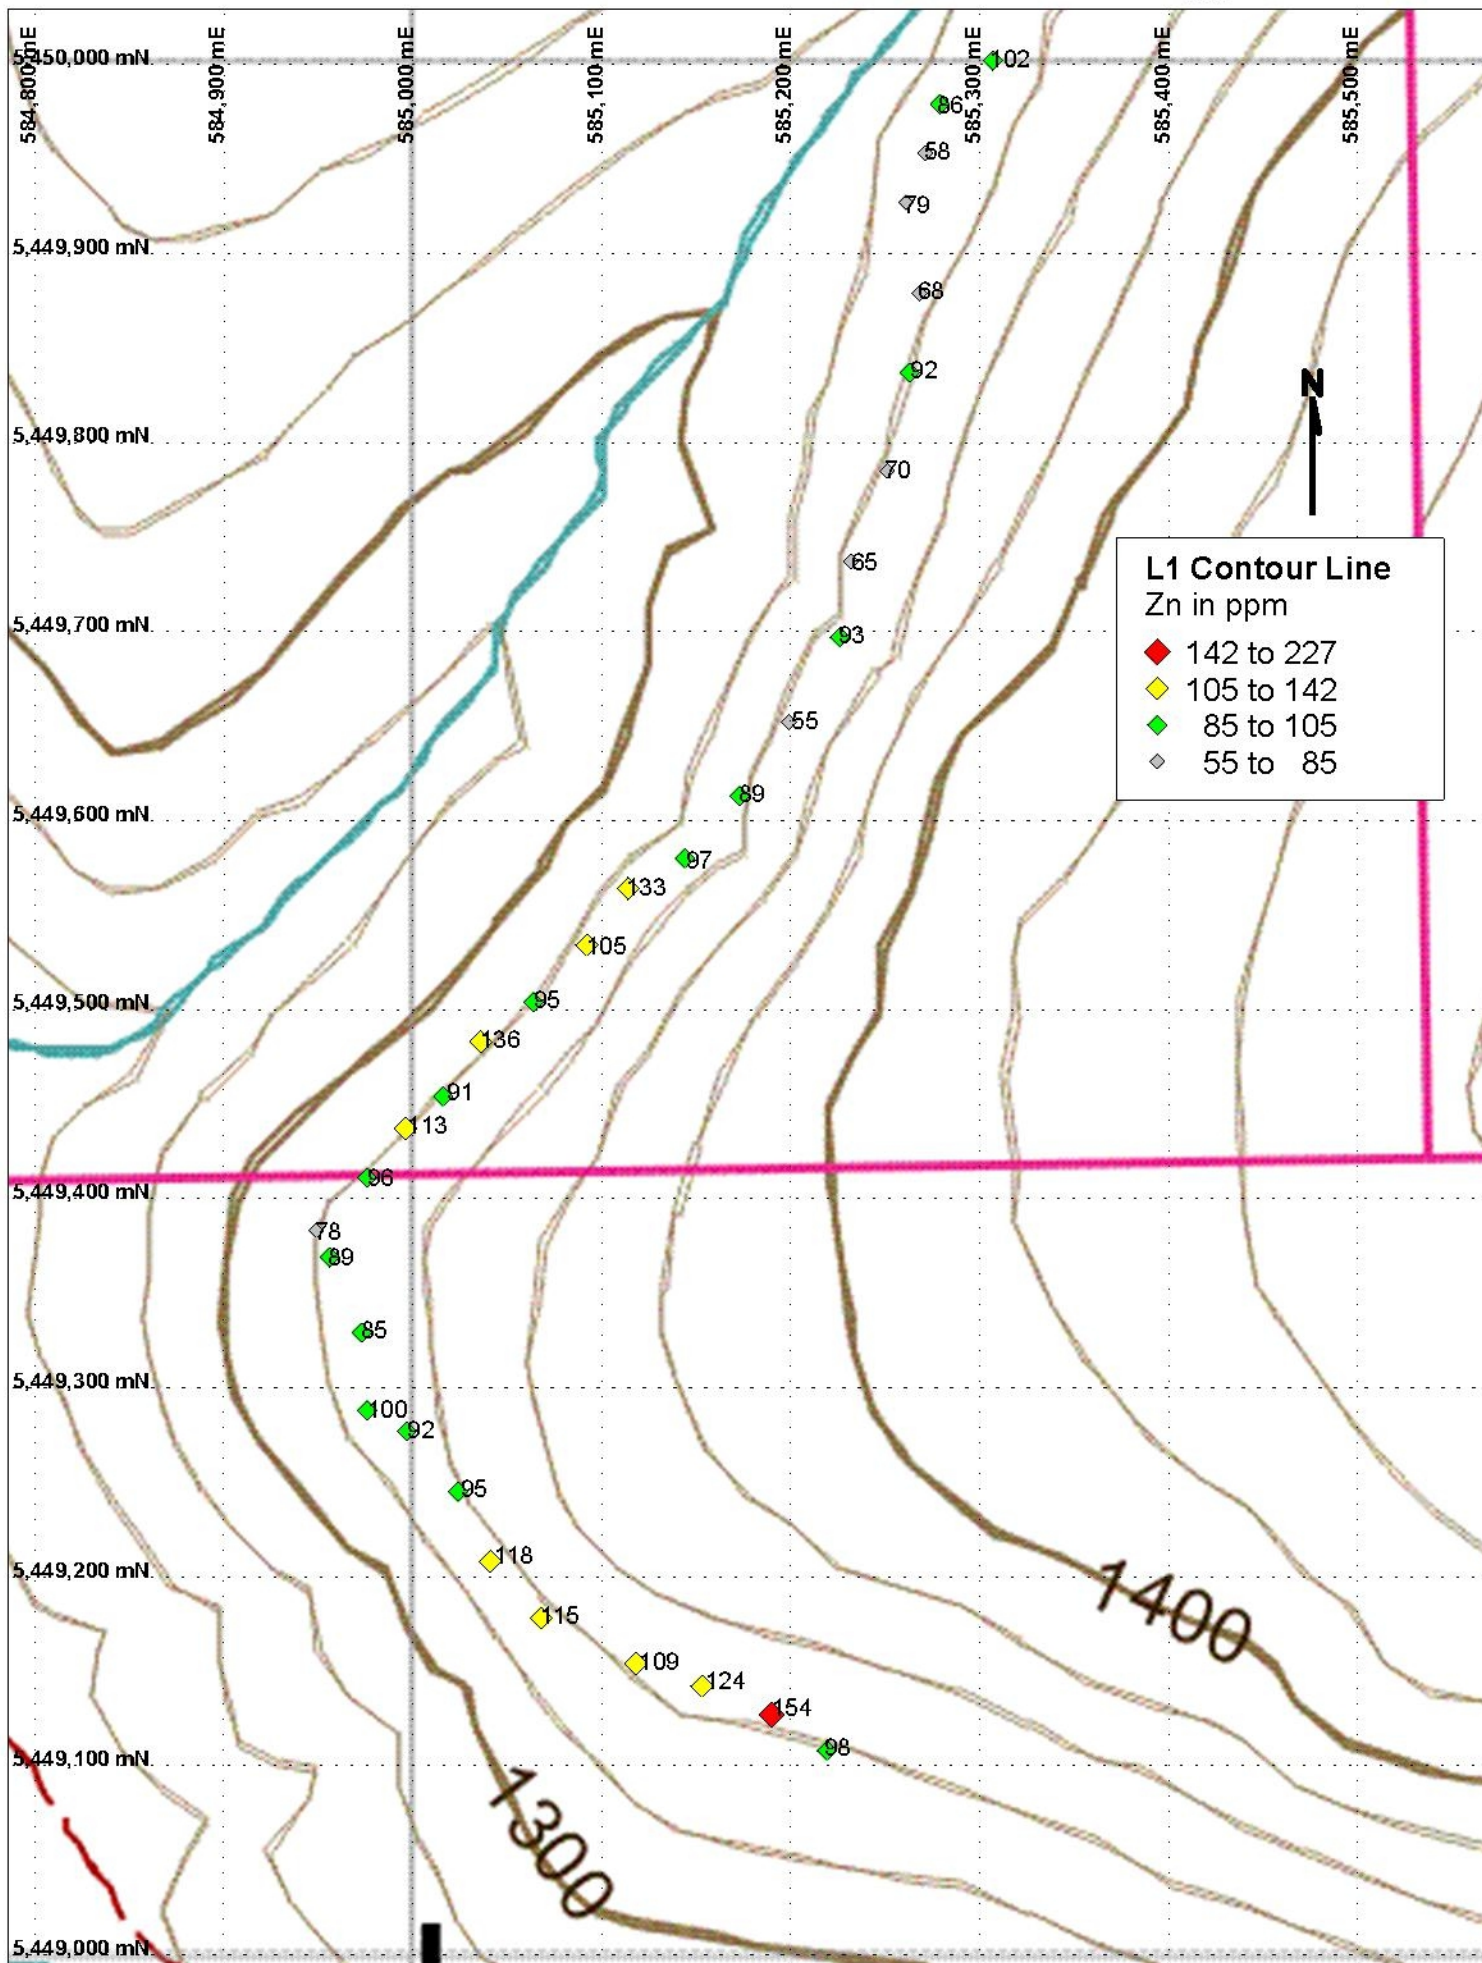 584,800 mE
584,900 mE
585,000 mE
585,100 mE
585,200 mE
585,300 mE
585,400 mE
585,500 mE
5,450,000 mN
102
86
58
79
5,449,900 mN
68
92
N
5,449,800 mN
70
65
L1 Contour Line
Zn in ppm
142 to 227
105 to 142
85 to 105
55 to 85
5,449,700 mN
93
55
89
5,449,600 mN
97
133
105
5,449,500 mN
95
136
91
113
96
5,449,400 mN
78
89
85
5,449,300 mN
100
92
95
5,449,200 mN
118
1400
115
109
124
154
98
5,449,100 mN
1300
5,449,000 mN